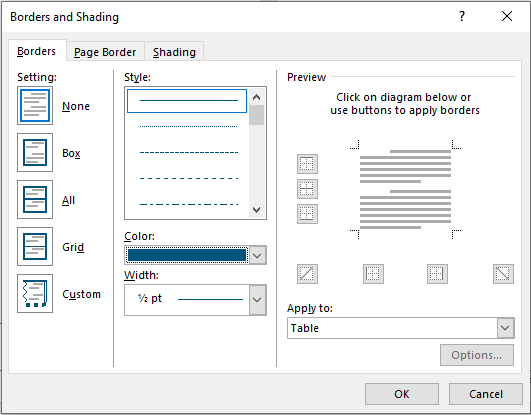 Borders and Shading
?
Borders
Page Border
Shading
Setting:
None
Box
All
Grid
Custom
Style:
Color:
Width:
½ pt
Preview
Click on diagram below or
use buttons to apply borders
Apply to:
Table
Options...
OK
Cancel